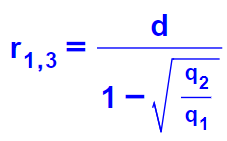 r₁,₃ = d / (1 − √(q₂ / q₁))